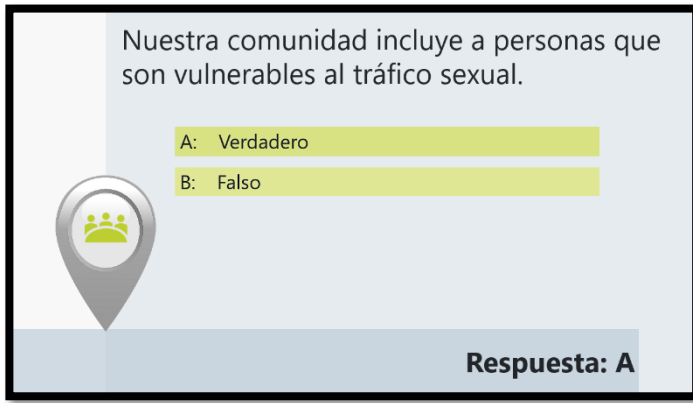 Nuestra comunidad incluye a personas que
son vulnerables al tráfico sexual.
A: Verdadero
B: Falso
Respuesta: A